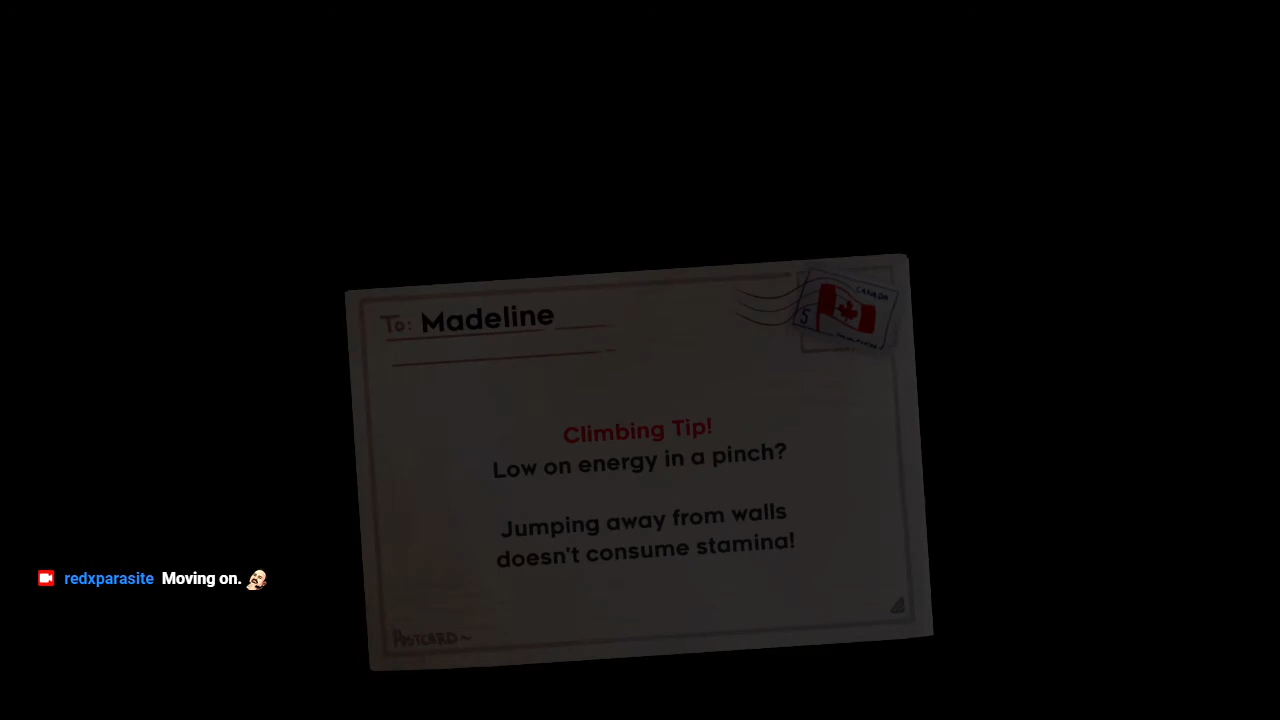 To: Madeline
CANADA
5
Climbing Tip!
Low on energy in a pinch?
Jumping away from walls
doesn't consume stamina!
redxparasite Moving on.
POSTCARD~